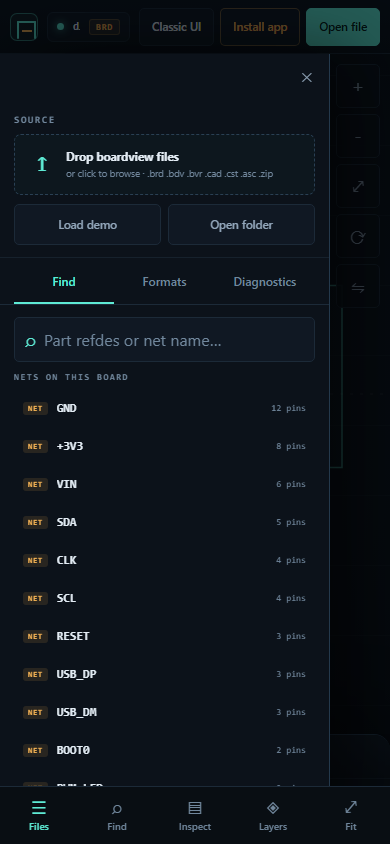 d BRD Classic UI Install app Open file
SOURCE
Drop boardview files
or click to browse · .brd .bdv .bvr .cad .cst .asc .zip
Load demo Open folder
Find Formats Diagnostics
Part refdes or net name...
NETS ON THIS BOARD
NET GND 12 pins
NET +3V3 8 pins
NET VIN 6 pins
NET SDA 5 pins
NET CLK 4 pins
NET SCL 4 pins
NET RESET 3 pins
NET USB_DP 3 pins
NET USB_DM 3 pins
NET BOOT0 2 pins
Files Find Inspect Layers Fit